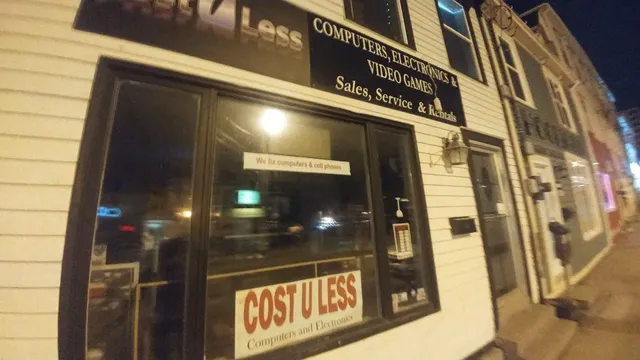 U Less
COMPUTERS, ELECTRONICS &
VIDEO GAMES
Sales, Service & Rentals
We fix computers & cell phones
COST U LESS
Computers and Electronics